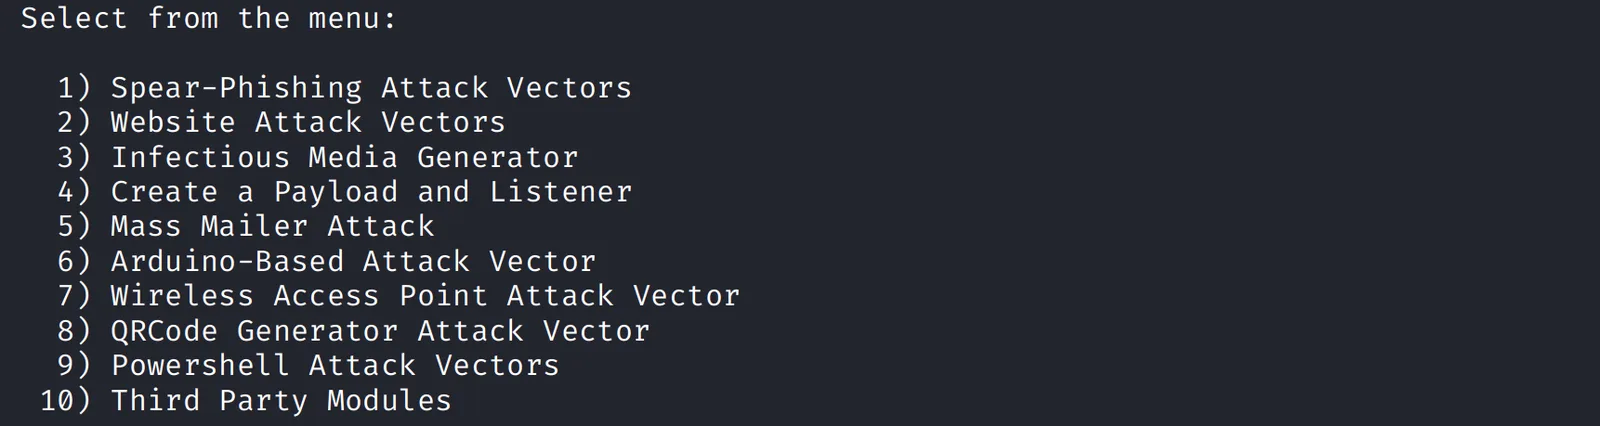 Select from the menu:
1) Spear-Phishing Attack Vectors
2) Website Attack Vectors
3) Infectious Media Generator
4) Create a Payload and Listener
5) Mass Mailer Attack
6) Arduino-Based Attack Vector
7) Wireless Access Point Attack Vector
8) QRCode Generator Attack Vector
9) Powershell Attack Vectors
10) Third Party Modules